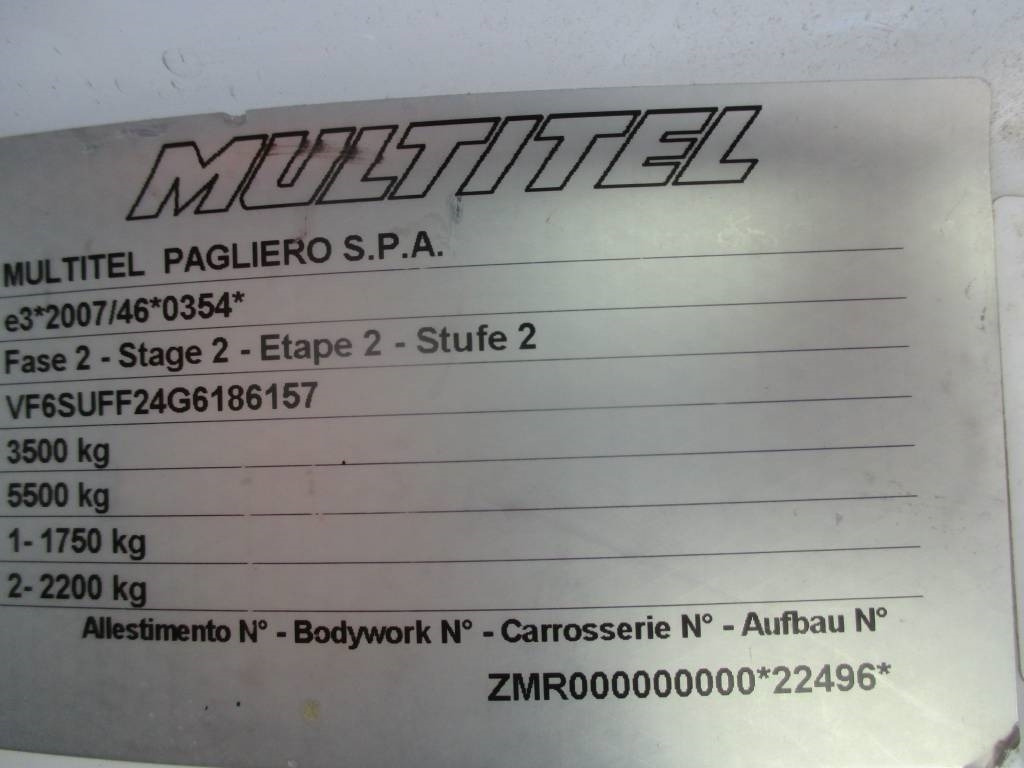 MULTITEL
MULTITEL PAGLIERO S.P.A.
e3*2007/46*0354*
Fase 2 - Stage 2 - Etape 2 - Stufe 2
VF6SUFF24G6186157
3500 kg
5500 kg
1- 1750 kg
2- 2200 kg
Allestimento N° - Bodywork N° - Carrosserie N° - Aufbau N°
ZMR000000000*22496*